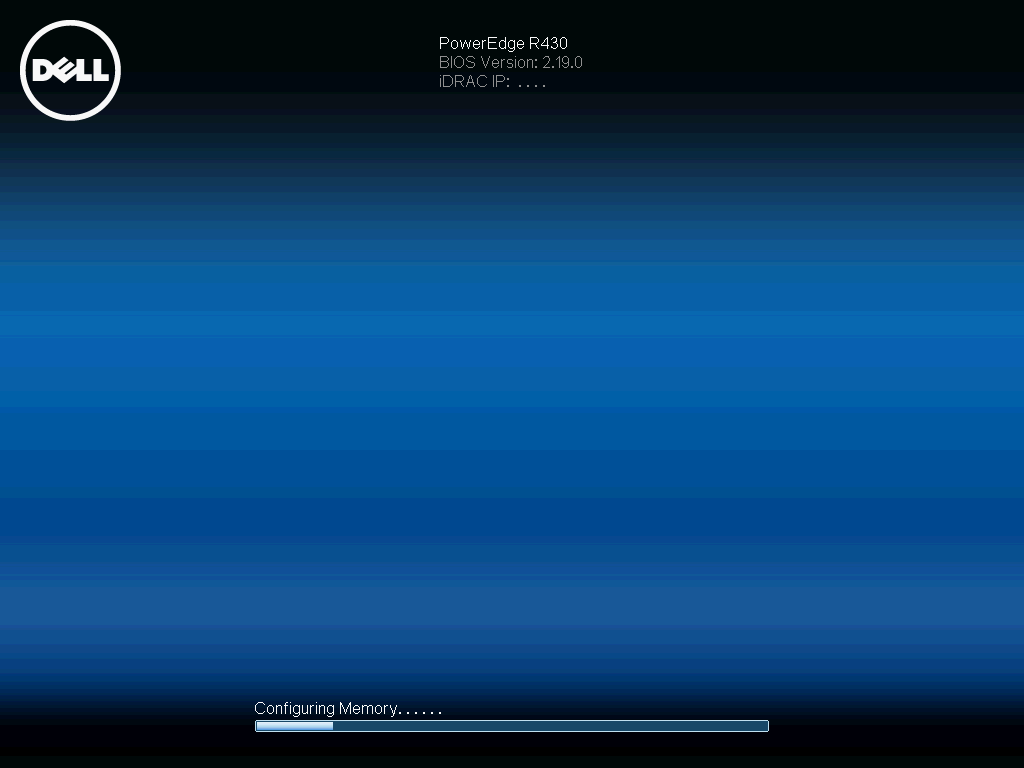 DELL
PowerEdge R430
BIOS Version: 2.19.0
iDRAC IP: ....
Configuring Memory......